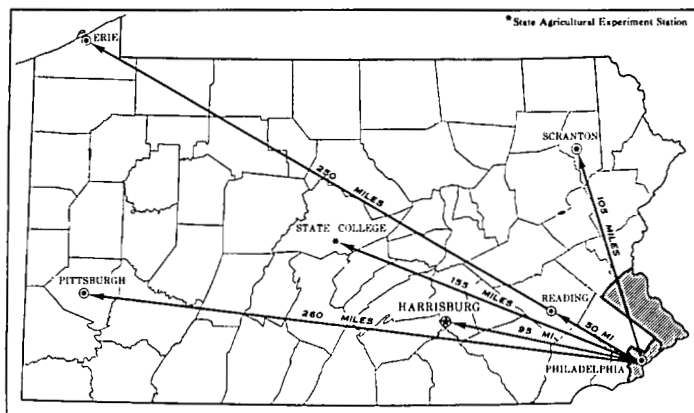 *State Agricultural Experiment Station
ERIE
SCRANTON
250 MILES
105 MILES
STATE COLLEGE
*
PITTSBURGH
155 MILES
READING
HARRISBURG
50 MI
260 MILES
95 MI
PHILADELPHIA